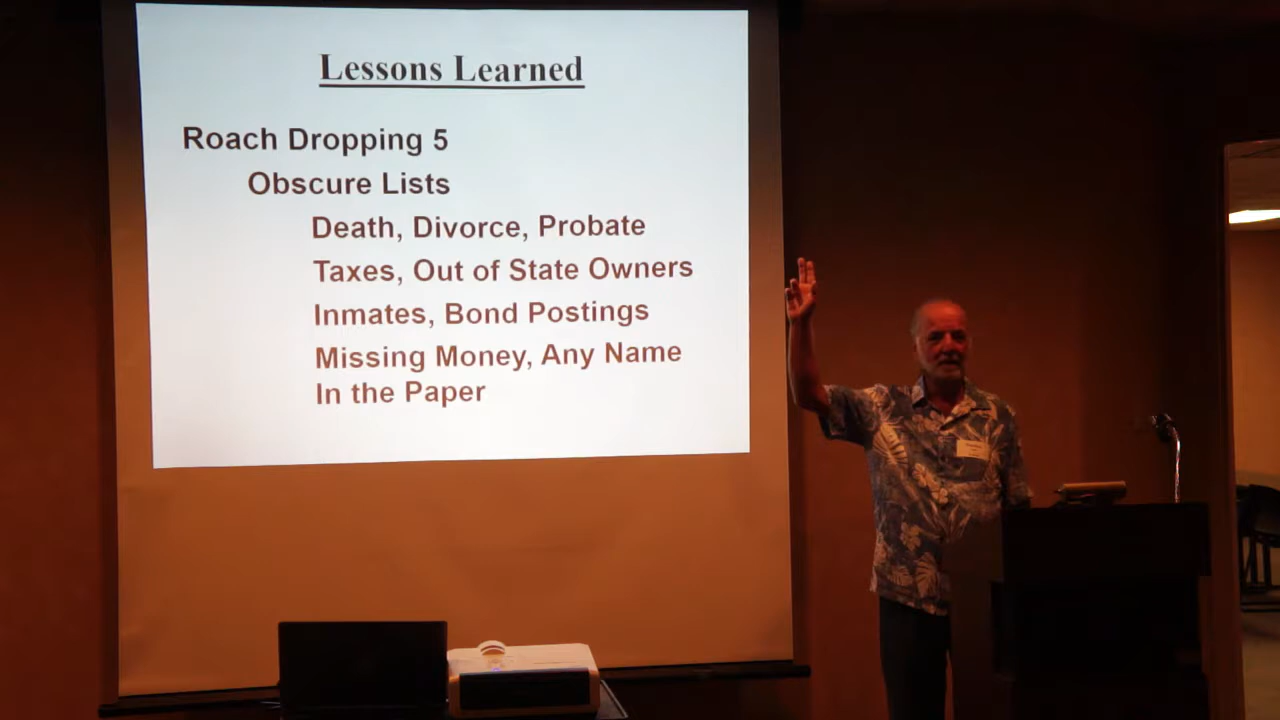 Lessons Learned
Roach Dropping 5
Obscure Lists
Death, Divorce, Probate
Taxes, Out of State Owners
Inmates, Bond Postings
Missing Money, Any Name
In the Paper